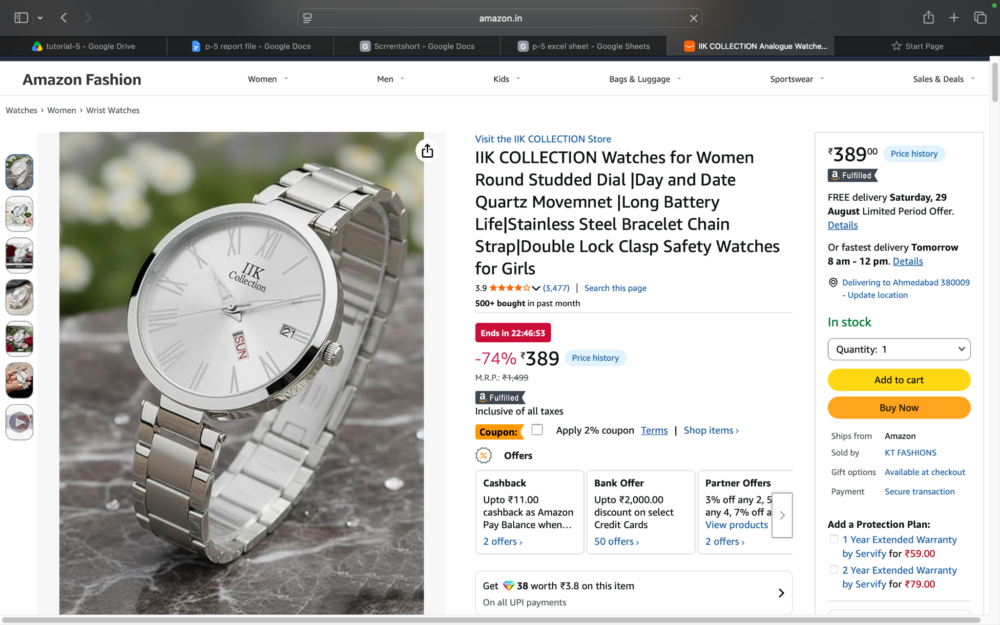 amazon.in
tutorial-5 - Google Drive
p-5 report file - Google Docs
Scrrentshort - Google Docs
p-5 excel sheet - Google Sheets
IIK COLLECTION Analogue Watche...
Start Page
Amazon Fashion
Women
Men
Kids
Bags & Luggage
Sportswear
Sales & Deals
Watches › Women › Wrist Watches
IIK
Collection
SUN
21
Visit the IIK COLLECTION Store
IIK COLLECTION Watches for Women
Round Studded Dial |Day and Date
Quartz Movemnet |Long Battery
Life|Stainless Steel Bracelet Chain
Strap|Double Lock Clasp Safety Watches
for Girls
3.9 (3,477) | Search this page
500+ bought in past month
Ends in 22:46:53
-74% ₹389 Price history
M.R.P.: ₹1,499
a Fulfilled
Inclusive of all taxes
Coupon: Apply 2% coupon Terms | Shop items ›
% Offers
Cashback
Upto ₹11.00
cashback as Amazon
Pay Balance when...
2 offers ›
Bank Offer
Upto ₹2,000.00
discount on select
Credit Cards
50 offers ›
Partner Offers
3% off any 2, 5
any 4, 7% off a
View products
2 offers ›
Get 38 worth ₹3.8 on this item
On all UPI payments
₹389 00 Price history
a Fulfilled
FREE delivery Saturday, 29
August Limited Period Offer.
Details
Or fastest delivery Tomorrow
8 am - 12 pm. Details
Delivering to Ahmedabad 380009
- Update location
In stock
Quantity: 1
Add to cart
Buy Now
Ships from Amazon
Sold by KT FASHIONS
Gift options Available at checkout
Payment Secure transaction
Add a Protection Plan:
1 Year Extended Warranty
by Servify for ₹59.00
2 Year Extended Warranty
by Servify for ₹79.00